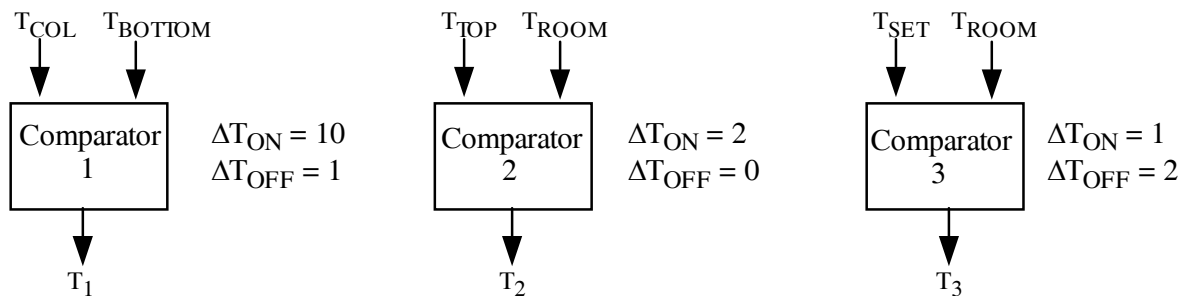 T_COL T_BOTTOM
Comparator
1
ΔT_ON = 10
ΔT_OFF = 1
T_1
T_TOP T_ROOM
Comparator
2
ΔT_ON = 2
ΔT_OFF = 0
T_2
T_SET T_ROOM
Comparator
3
ΔT_ON = 1
ΔT_OFF = 2
T_3